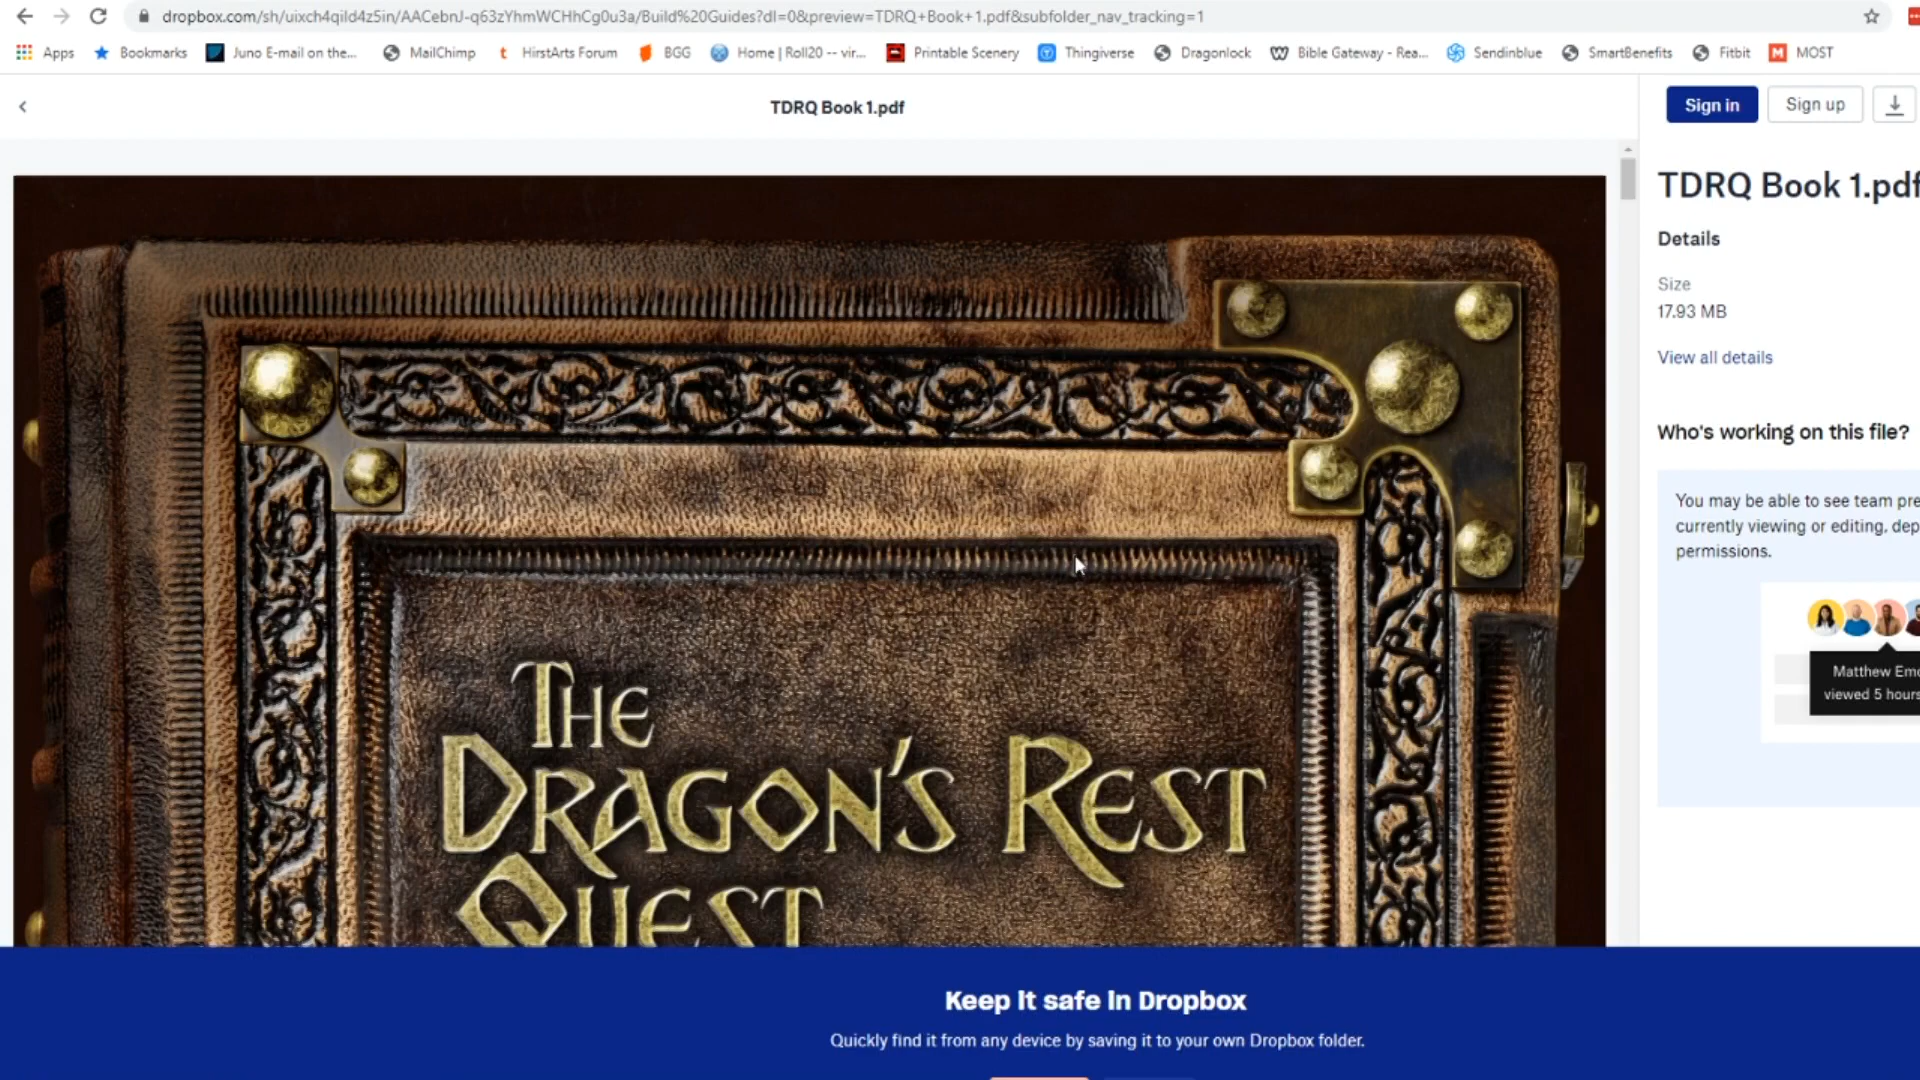 dropbox.com/sh/uixch4qild4z5in/AACebnJ-q63zYhmWCHhCg0u3a/Build%20Guides?dl=0&preview=TDRQ+Book+1.pdf&subfolder_nav_tracking=1
Apps Bookmarks Juno E-mail on the... MailChimp HirstArts Forum BGG Home | Roll20 -- vir... Printable Scenery Thingiverse Dragonlock Bible Gateway - Rea... Sendinblue SmartBenefits Fitbit MOST
TDRQ Book 1.pdf
Sign in Sign up
TDRQ Book 1.pdf
Details
Size
17.93 MB
View all details
Who's working on this file?
You may be able to see team pre
currently viewing or editing, dep
permissions.
Matthew Eme
viewed 5 hours
The
Dragon's Rest
Quest
Keep it safe in Dropbox
Quickly find it from any device by saving it to your own Dropbox folder.